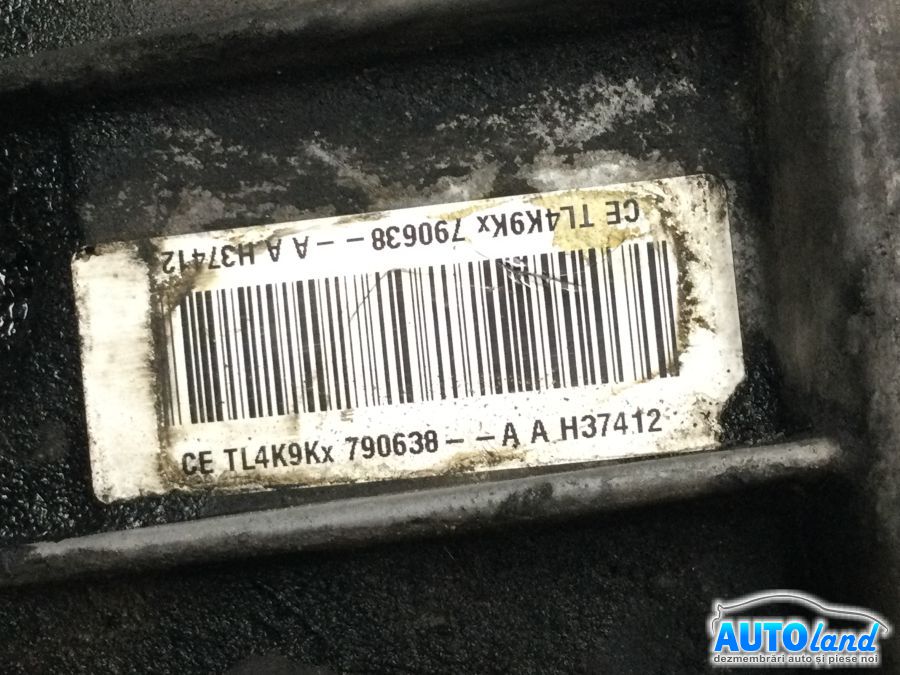 CE TL4K9Kx 790638 – –A A H37412
CE TL4K9Kx 790638 – –A A H37412
AUTOland
dezmembrări auto și piese noi